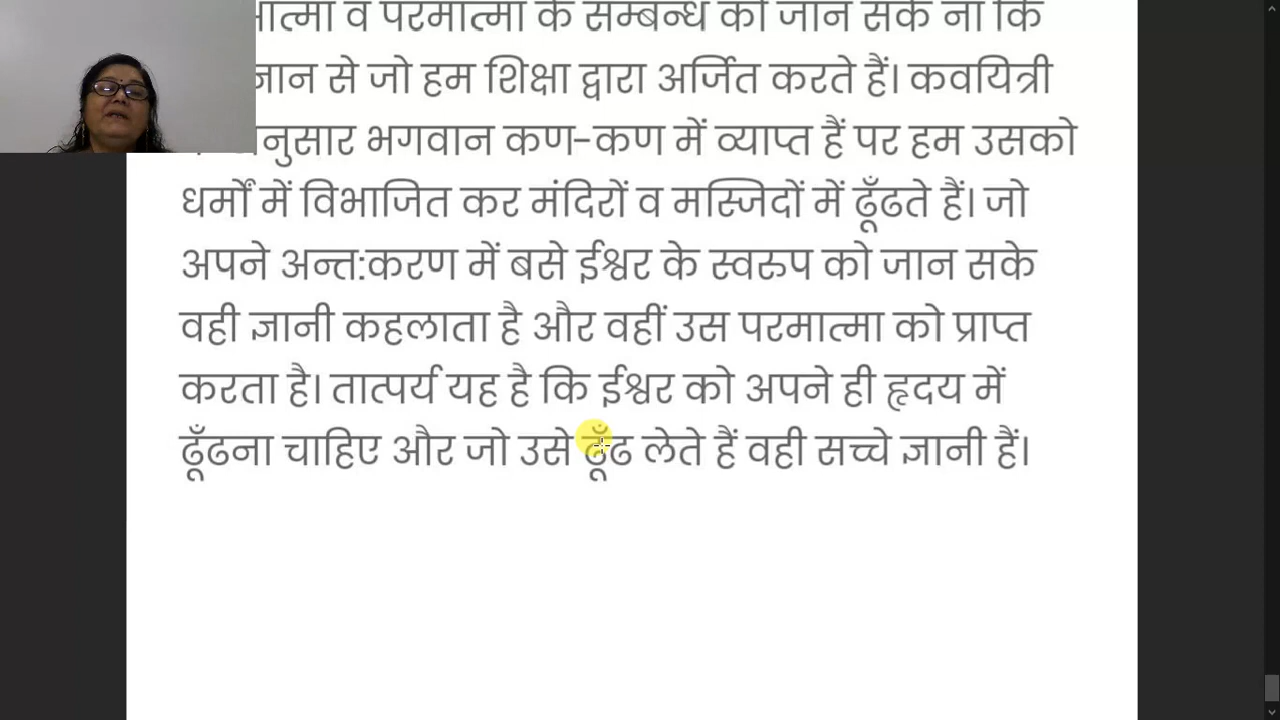 व परमात्मा के सम्बन्ध को जान सके ना कि
से जो हम शिक्षा द्वारा अर्जित करते हैं। कवयित्री
भगवान कण-कण में व्याप्त हैं पर हम उसको
धर्मों में विभाजित कर मंदिरों व मस्जिदों में ढूँढते हैं। जो
अपने अन्त:करण में बसे ईश्वर के स्वरुप को जान सके
वही ज्ञानी कहलाता है और वहीं उस परमात्मा को प्राप्त
करता है। तात्पर्य यह है कि ईश्वर को अपने ही हृदय में
ढूँढना चाहिए और जो उसे ढूँढ लेते हैं वही सच्चे ज्ञानी हैं।